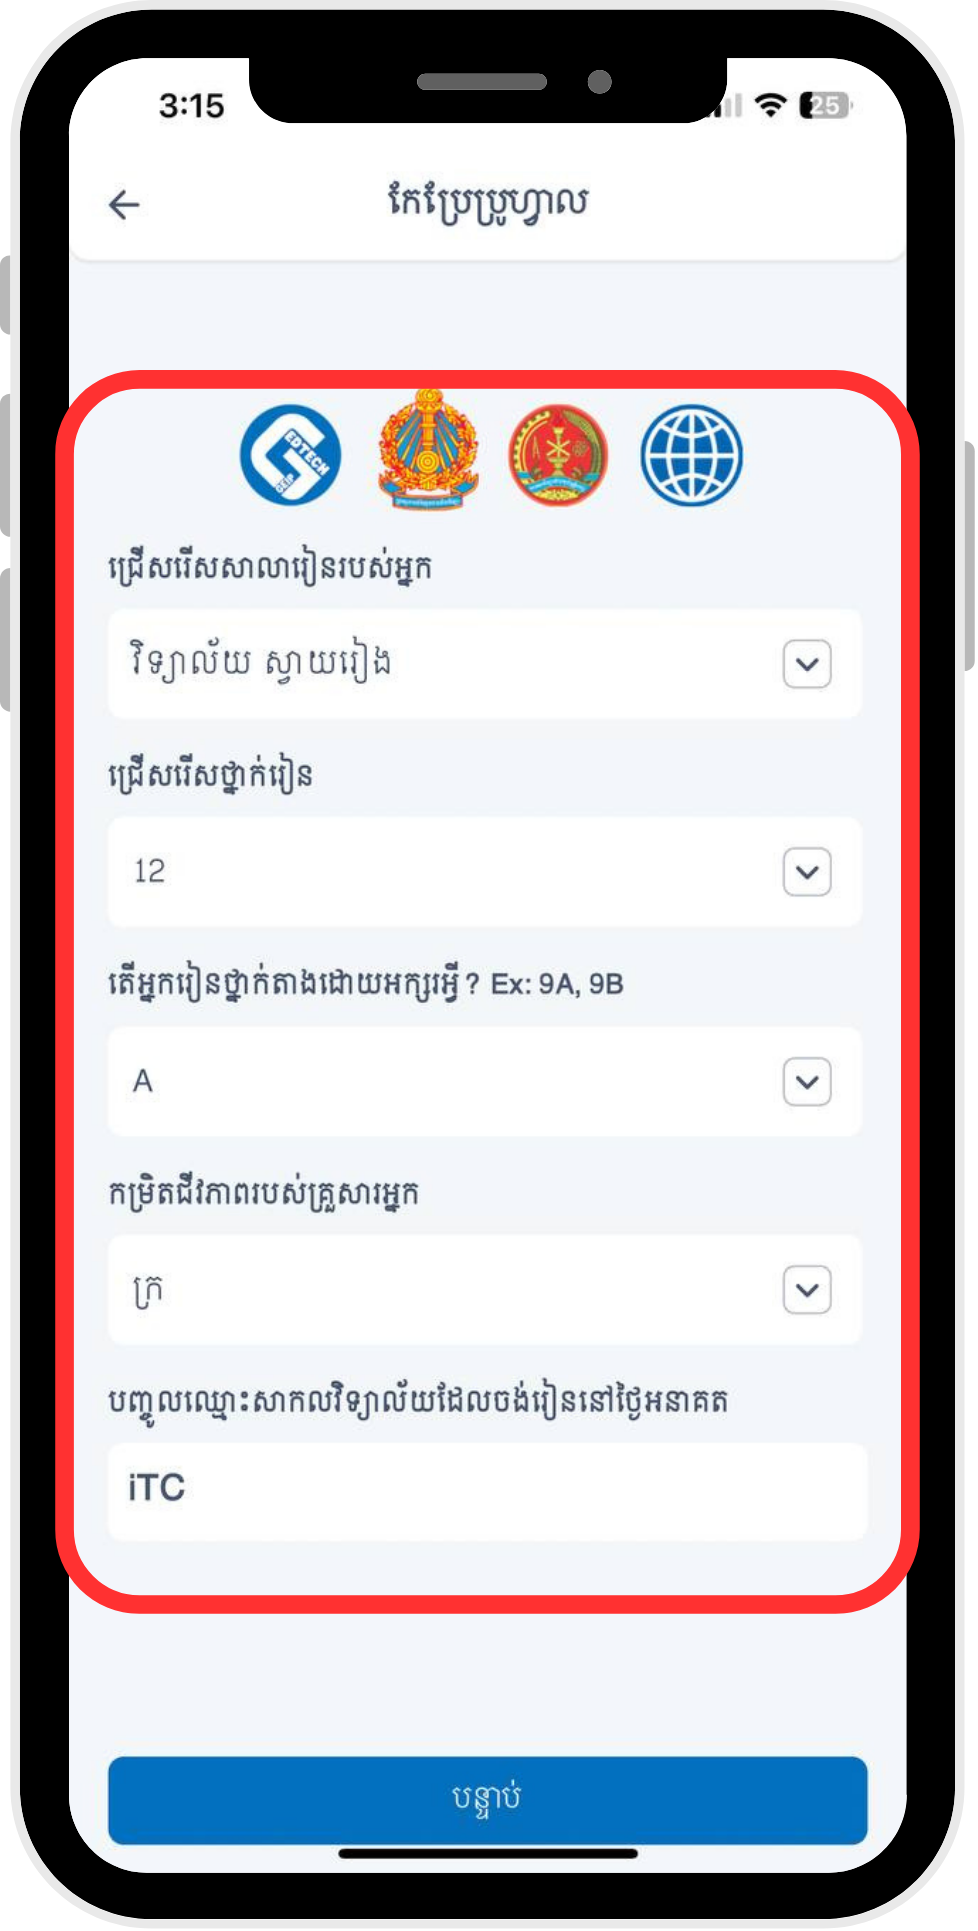 3:15
25
កែប្រែប្រូហ្វាល
EDTECH
GEIP
ជ្រើសរើសសាលារៀនរបស់អ្នក
វិទ្យាល័យ ស្វាយរៀង
ជ្រើសរើសថ្នាក់រៀន
12
តើអ្នករៀនថ្នាក់តាងដោយអក្សរអ្វី? Ex: 9A, 9B
A
កម្រិតជីវភាពរបស់គ្រួសារអ្នក
ក្រ
បញ្ចូលឈ្មោះសាកលវិទ្យាល័យដែលចង់រៀននៅថ្ងៃអនាគត
iTC
បន្ទាប់